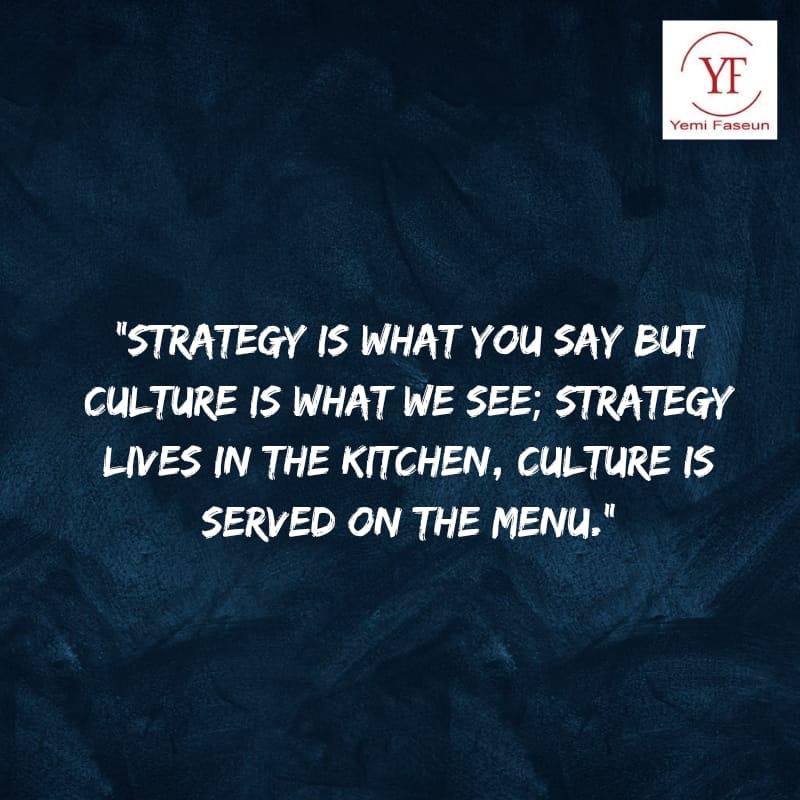 YF
Yemi Faseun
"STRATEGY IS WHAT YOU SAY BUT
CULTURE IS WHAT WE SEE; STRATEGY
LIVES IN THE KITCHEN, CULTURE IS
SERVED ON THE MENU."